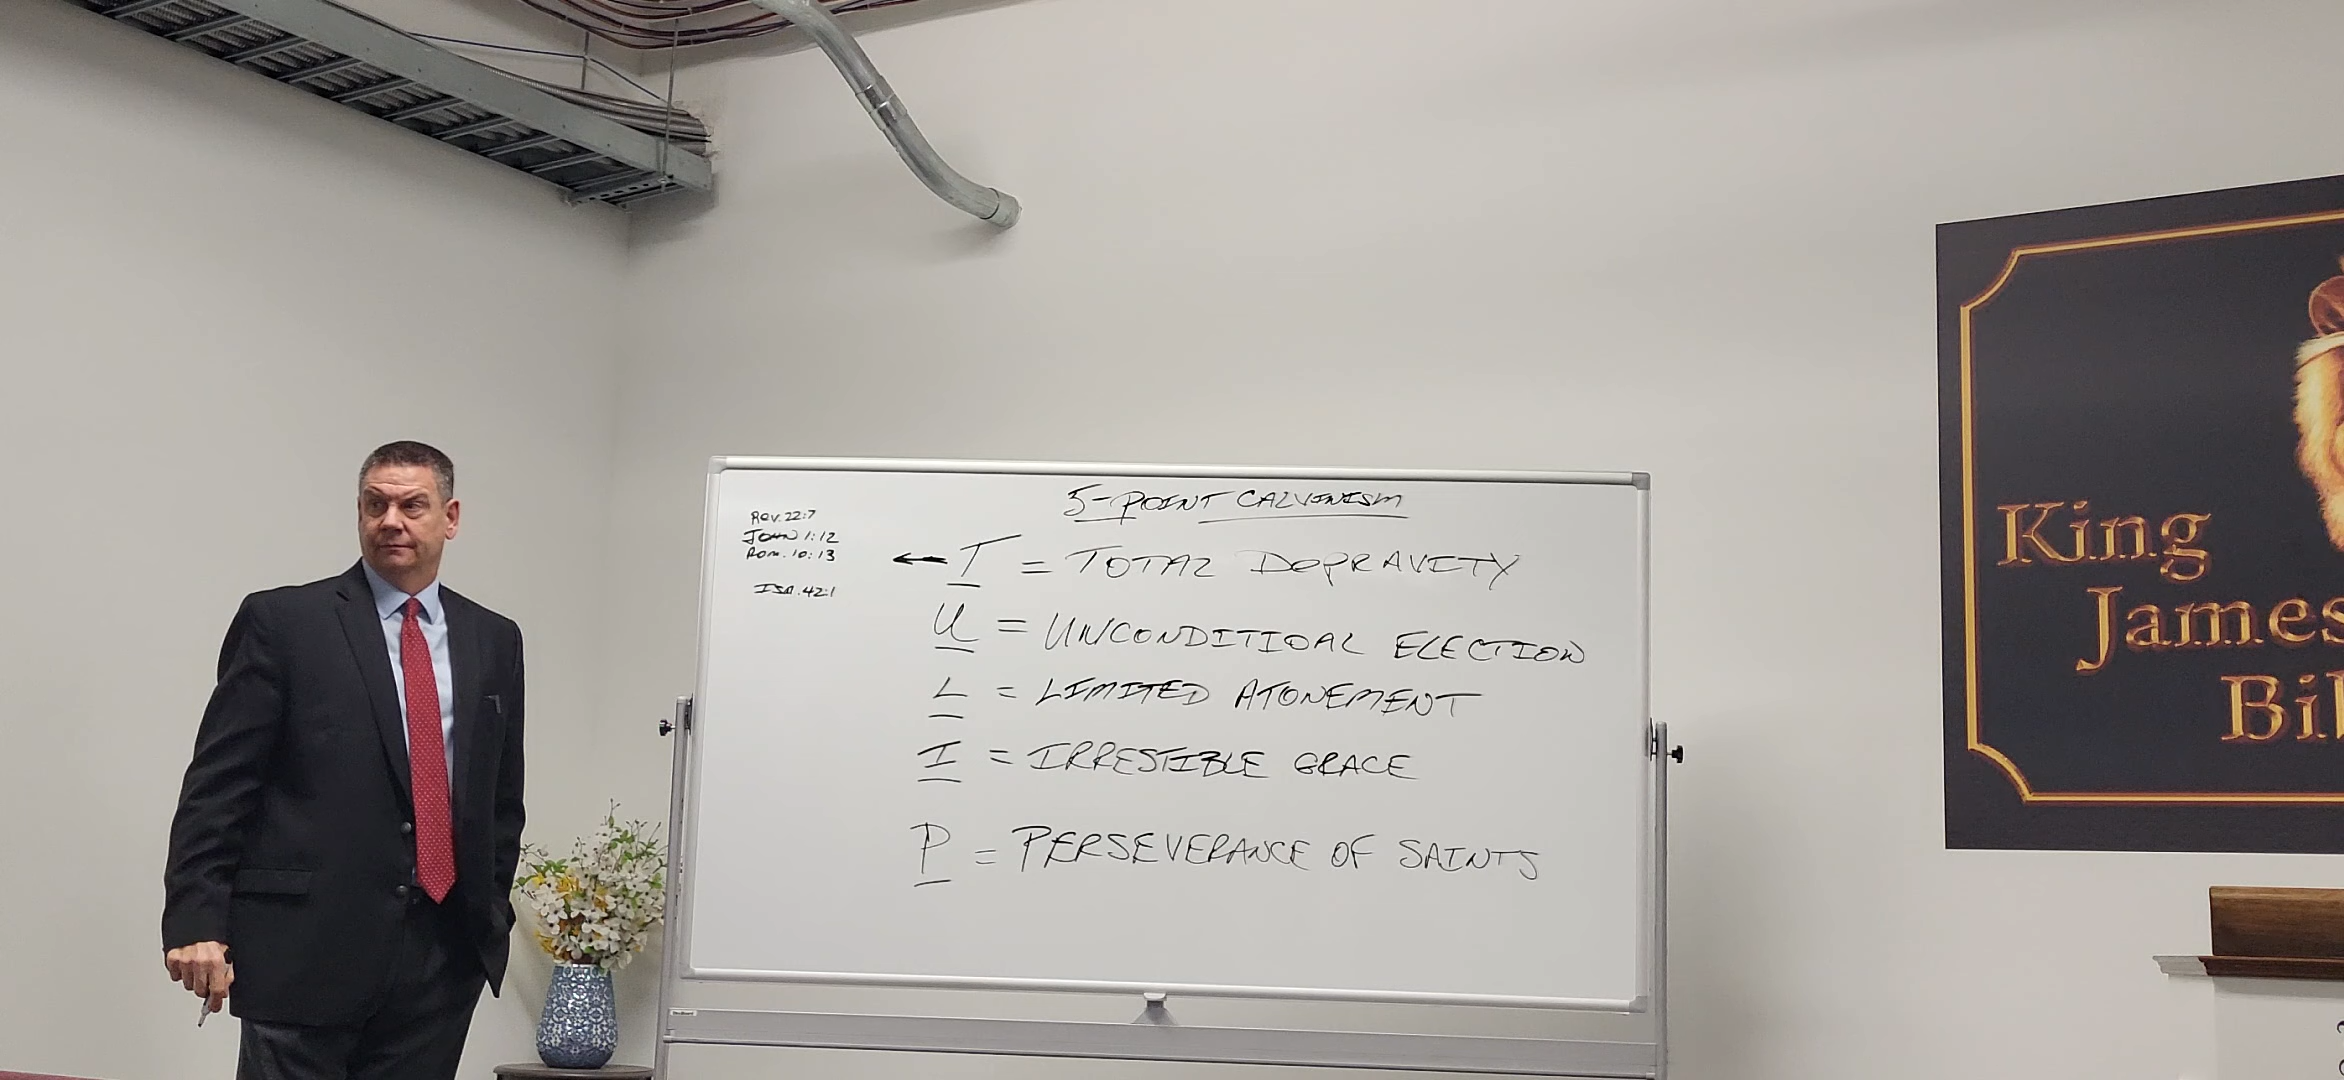 5-POINT CALVINISM
Rev. 22:7
JOHN 1:12
Rom. 10:13
ISA. 42:1
← T = TOTAL DEPRAVITY
U = UNCONDITIOAL ELECTION
L = LIMITED ATONEMENT
I = IRRESTIBLE GRACE
P = PERSEVERANCE OF SAINTS
King
James
Bi